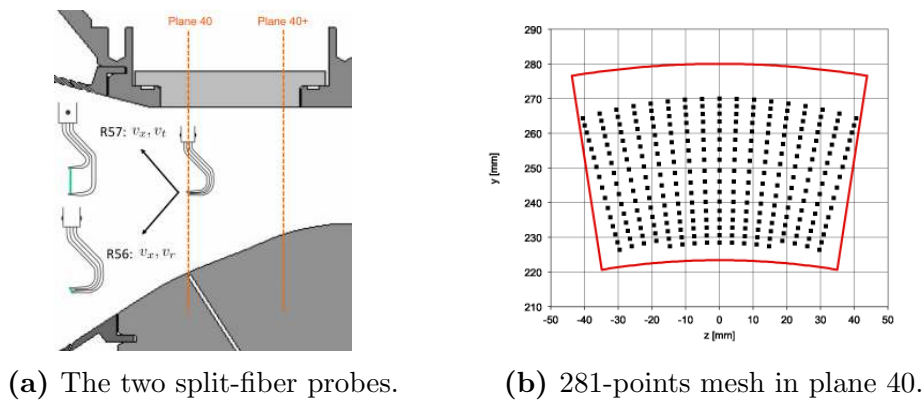 Plane 40 Plane 40+
R57: vₓ, vₜ
R56: vₓ, vᵣ
290
280
270
260
250
240
230
220
210
y [mm]
-50 -40 -30 -20 -10 0 10 20 30 40 50
z [mm]
(a) The two split-fiber probes. (b) 281-points mesh in plane 40.